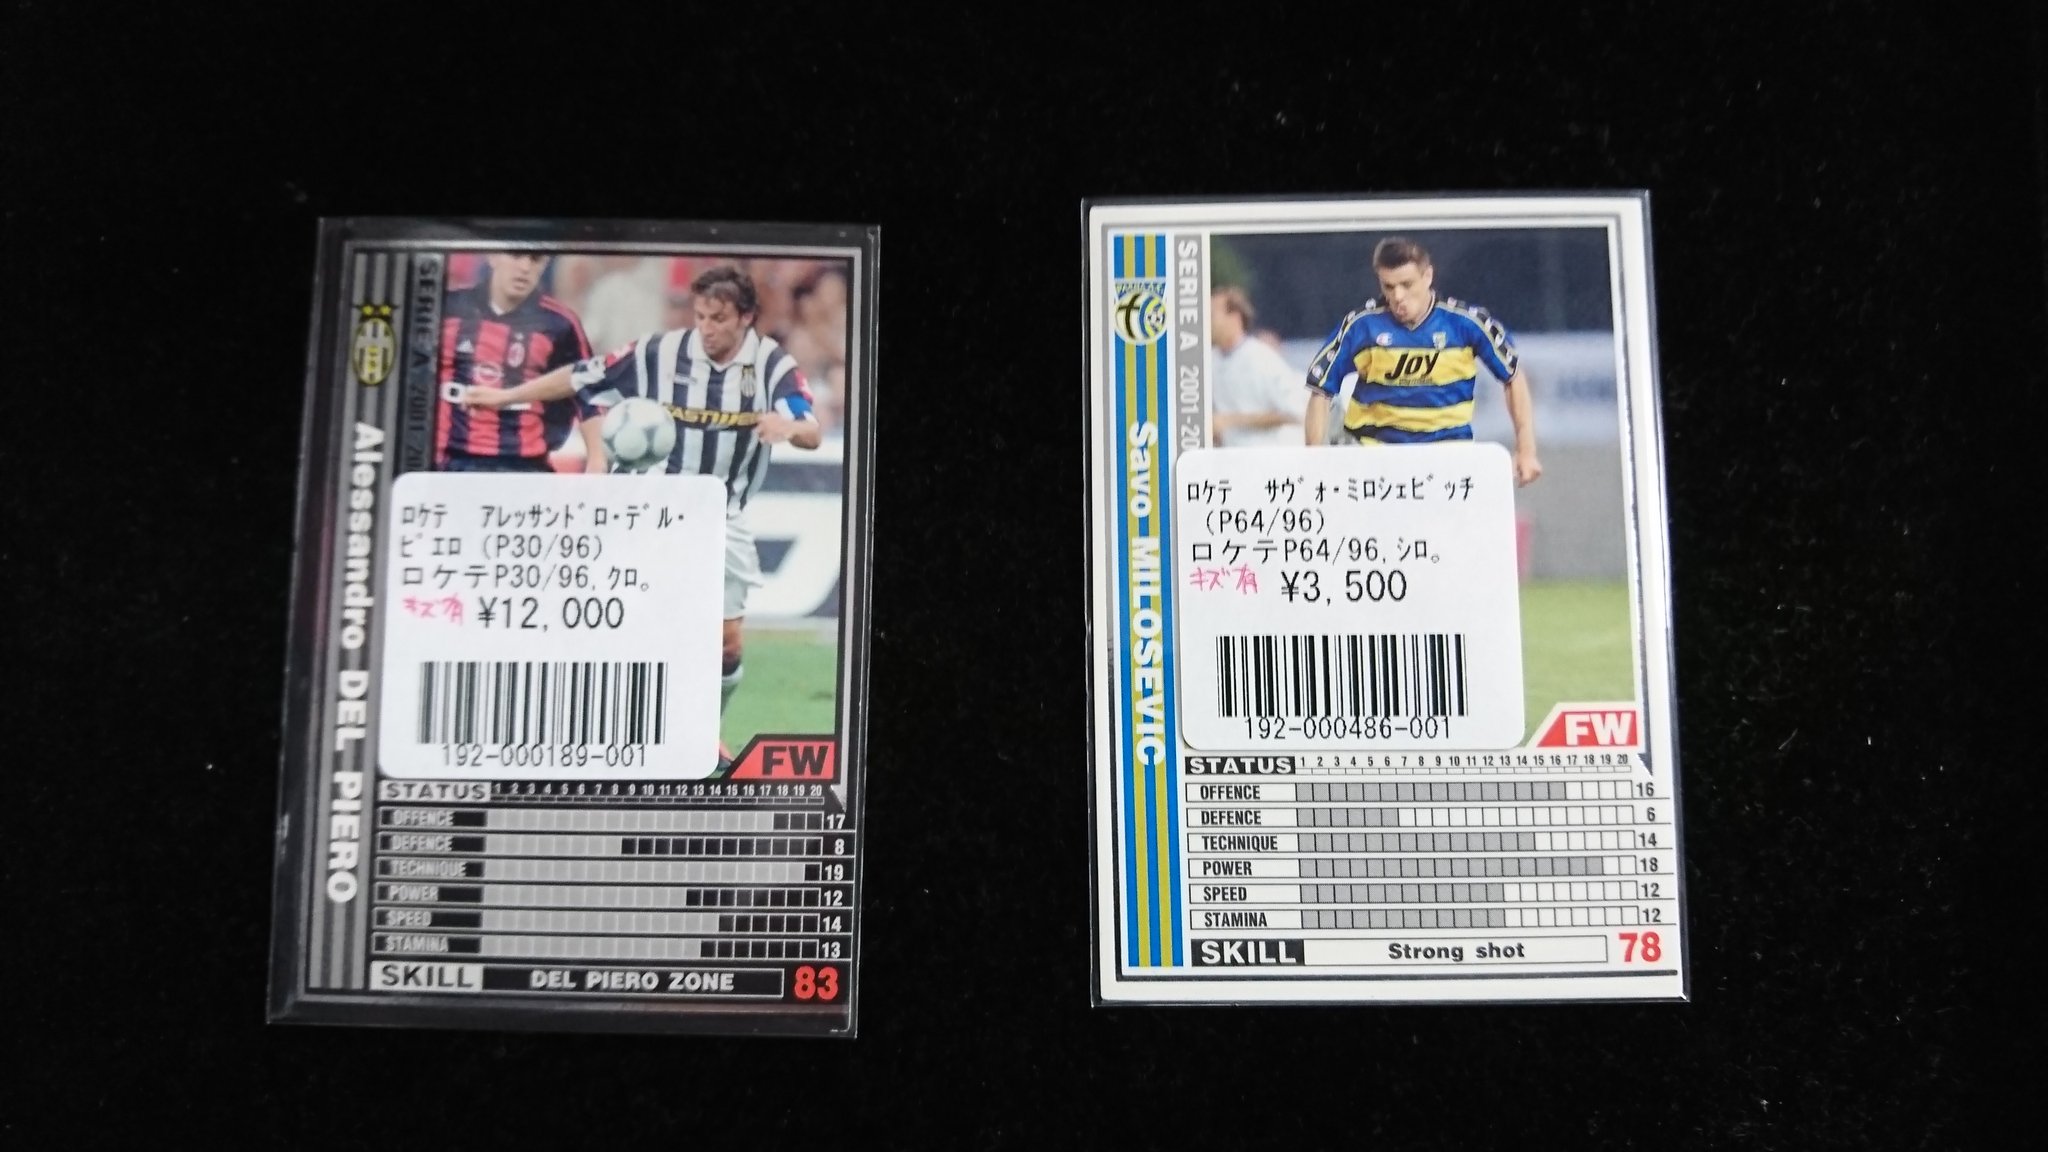 SERIE A 2001-20
Alessandro DEL PIERO
FASTWEB
ロケテ アレッサンドロ・デル・
ピエロ (P30/96)
ロケテP30/96,クロ。
キズ有 ¥12,000
192-000189-001
FW
STATUS 1 2 3 4 5 6 7 8 9 10 11 12 13 14 15 16 17 18 19 20
OFFENCE 17
DEFENCE 8
TECHNIQUE 19
POWER 12
SPEED 14
STAMINA 13
SKILL DEL PIERO ZONE 83
SERIE A 2001-20
Savo MILOSEVIC
Joy
ロケテ サヴォ・ミロシェビッチ
(P64/96)
ロケテP64/96,シロ。
キズ有 ¥3,500
192-000486-001
FW
STATUS 1 2 3 4 5 6 7 8 9 10 11 12 13 14 15 16 17 18 19 20
OFFENCE 16
DEFENCE 6
TECHNIQUE 14
POWER 18
SPEED 12
STAMINA 12
SKILL Strong shot 78